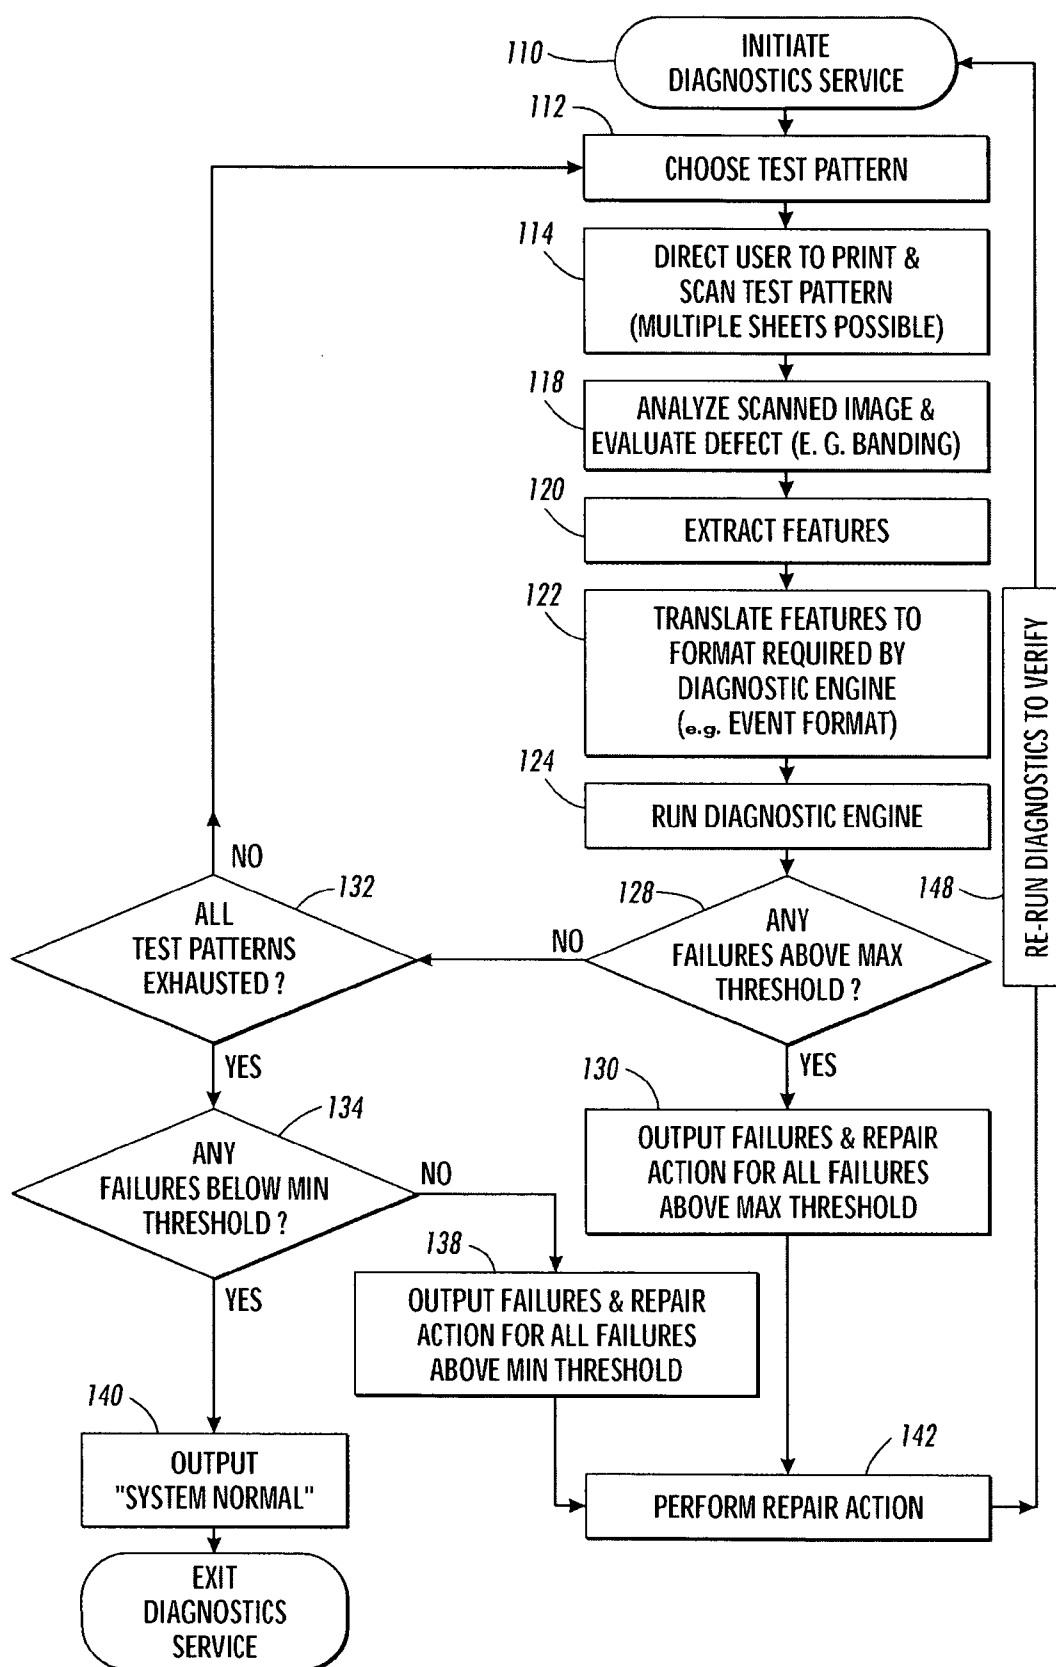 110
INITIATE
DIAGNOSTICS SERVICE
112
CHOOSE TEST PATTERN
114
DIRECT USER TO PRINT &
SCAN TEST PATTERN
(MULTIPLE SHEETS POSSIBLE)
118
ANALYZE SCANNED IMAGE &
EVALUATE DEFECT (E. G. BANDING)
120
EXTRACT FEATURES
122
TRANSLATE FEATURES TO
FORMAT REQUIRED BY
DIAGNOSTIC ENGINE
(e.g. EVENT FORMAT)
124
RUN DIAGNOSTIC ENGINE
128
ANY
FAILURES ABOVE MAX
THRESHOLD ?
NO
YES
132
ALL
TEST PATTERNS
EXHAUSTED ?
NO
YES
134
ANY
FAILURES BELOW MIN
THRESHOLD ?
NO
YES
130
OUTPUT FAILURES & REPAIR
ACTION FOR ALL FAILURES
ABOVE MAX THRESHOLD
138
OUTPUT FAILURES & REPAIR
ACTION FOR ALL FAILURES
ABOVE MIN THRESHOLD
140
OUTPUT
"SYSTEM NORMAL"
EXIT
DIAGNOSTICS
SERVICE
142
PERFORM REPAIR ACTION
148
RE-RUN DIAGNOSTICS TO VERIFY